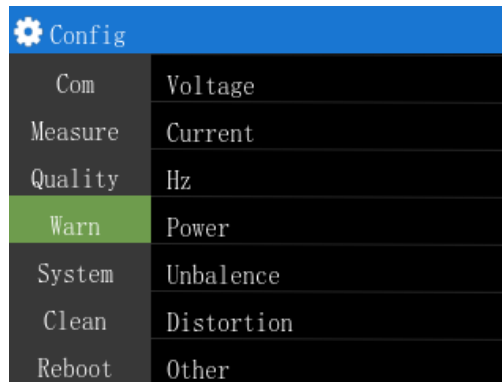 Config
Com
Voltage
Measure
Current
Quality
Hz
Warn
Power
System
Unbalence
Clean
Distortion
Reboot
Other